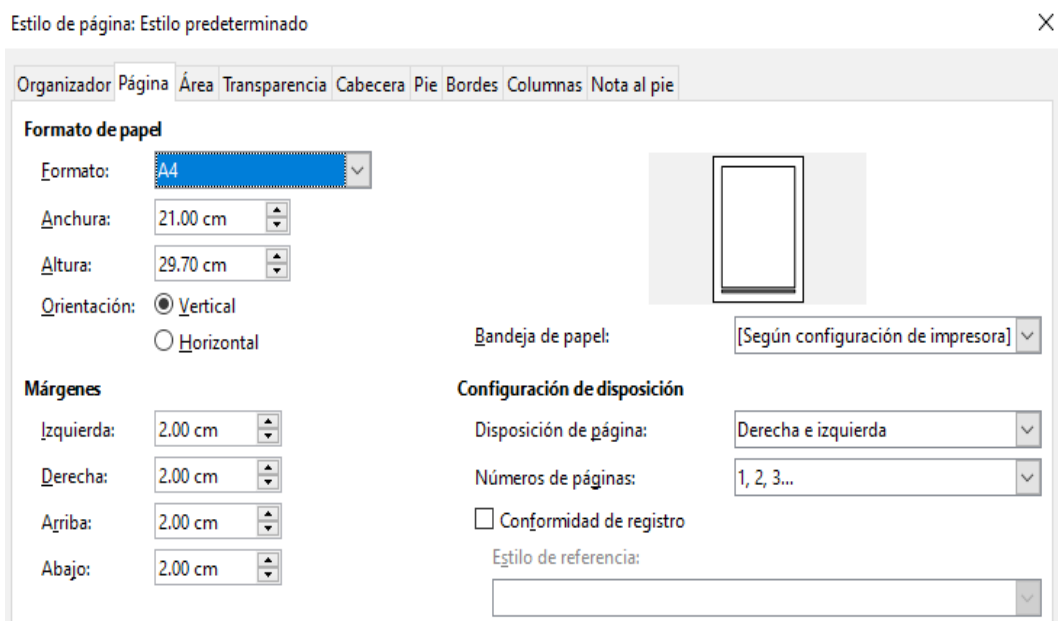 Estilo de página: Estilo predeterminado
Organizador Página Área Transparencia Cabecera Pie Bordes Columnas Nota al pie
Formato de papel
Formato: A4
Anchura: 21.00 cm
Altura: 29.70 cm
Orientación: Vertical
Horizontal
Bandeja de papel: [Según configuración de impresora]
Márgenes
Izquierda: 2.00 cm
Derecha: 2.00 cm
Arriba: 2.00 cm
Abajo: 2.00 cm
Configuración de disposición
Disposición de página: Derecha e izquierda
Números de páginas: 1, 2, 3...
Conformidad de registro
Estilo de referencia: